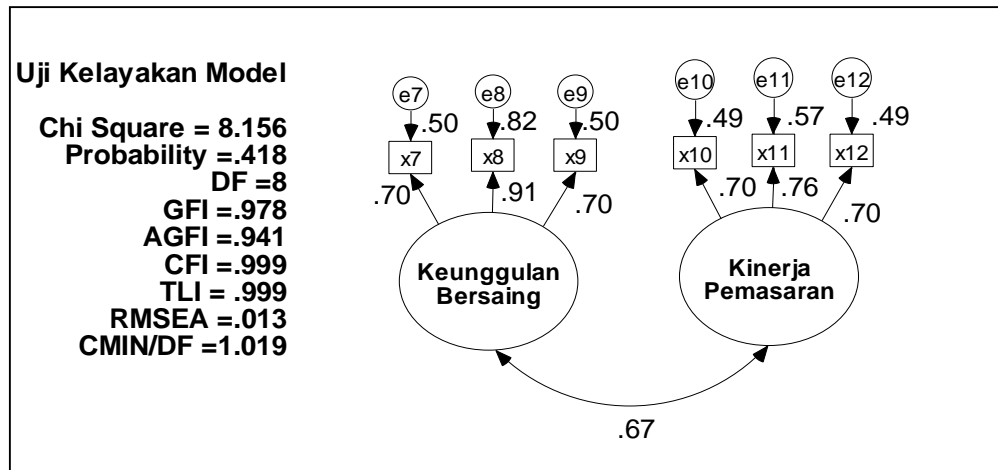 Uji Kelayakan Model
Chi Square = 8.156
Probability =.418
DF =8
GFI =.978
AGFI =.941
CFI =.999
TLI = .999
RMSEA =.013
CMIN/DF =1.019
e7 e8 e9
.50 .82 .50
x7 x8 x9
.70 .91 .70
Keunggulan
Bersaing
e10 e11 e12
.49 .57 .49
x10 x11 x12
.70 .76 .70
Kinerja
Pemasaran
.67